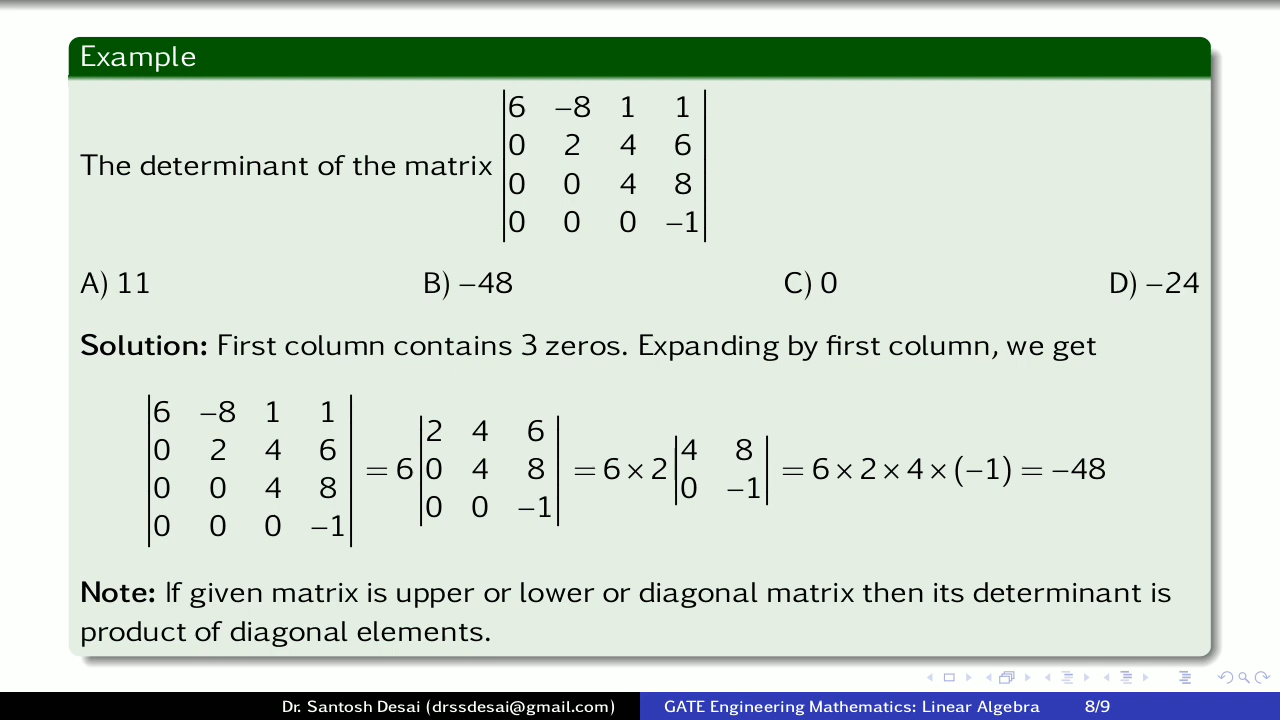 Example
6 −8 1 1
0 2 4 6
The determinant of the matrix
0 0 4 8
0 0 0 −1
A) 11 B) −48 C) 0 D) −24
Solution: First column contains 3 zeros. Expanding by first column, we get
|6 −8 1 1; 0 2 4 6; 0 0 4 8; 0 0 0 −1| = 6 |2 4 6; 0 4 8; 0 0 −1| = 6 × 2 |4 8; 0 −1| = 6 × 2 × 4 × (−1) = −48
Note: If given matrix is upper or lower or diagonal matrix then its determinant is
product of diagonal elements.
Dr. Santosh Desai (drssdesai@gmail.com) GATE Engineering Mathematics: Linear Algebra 8/9